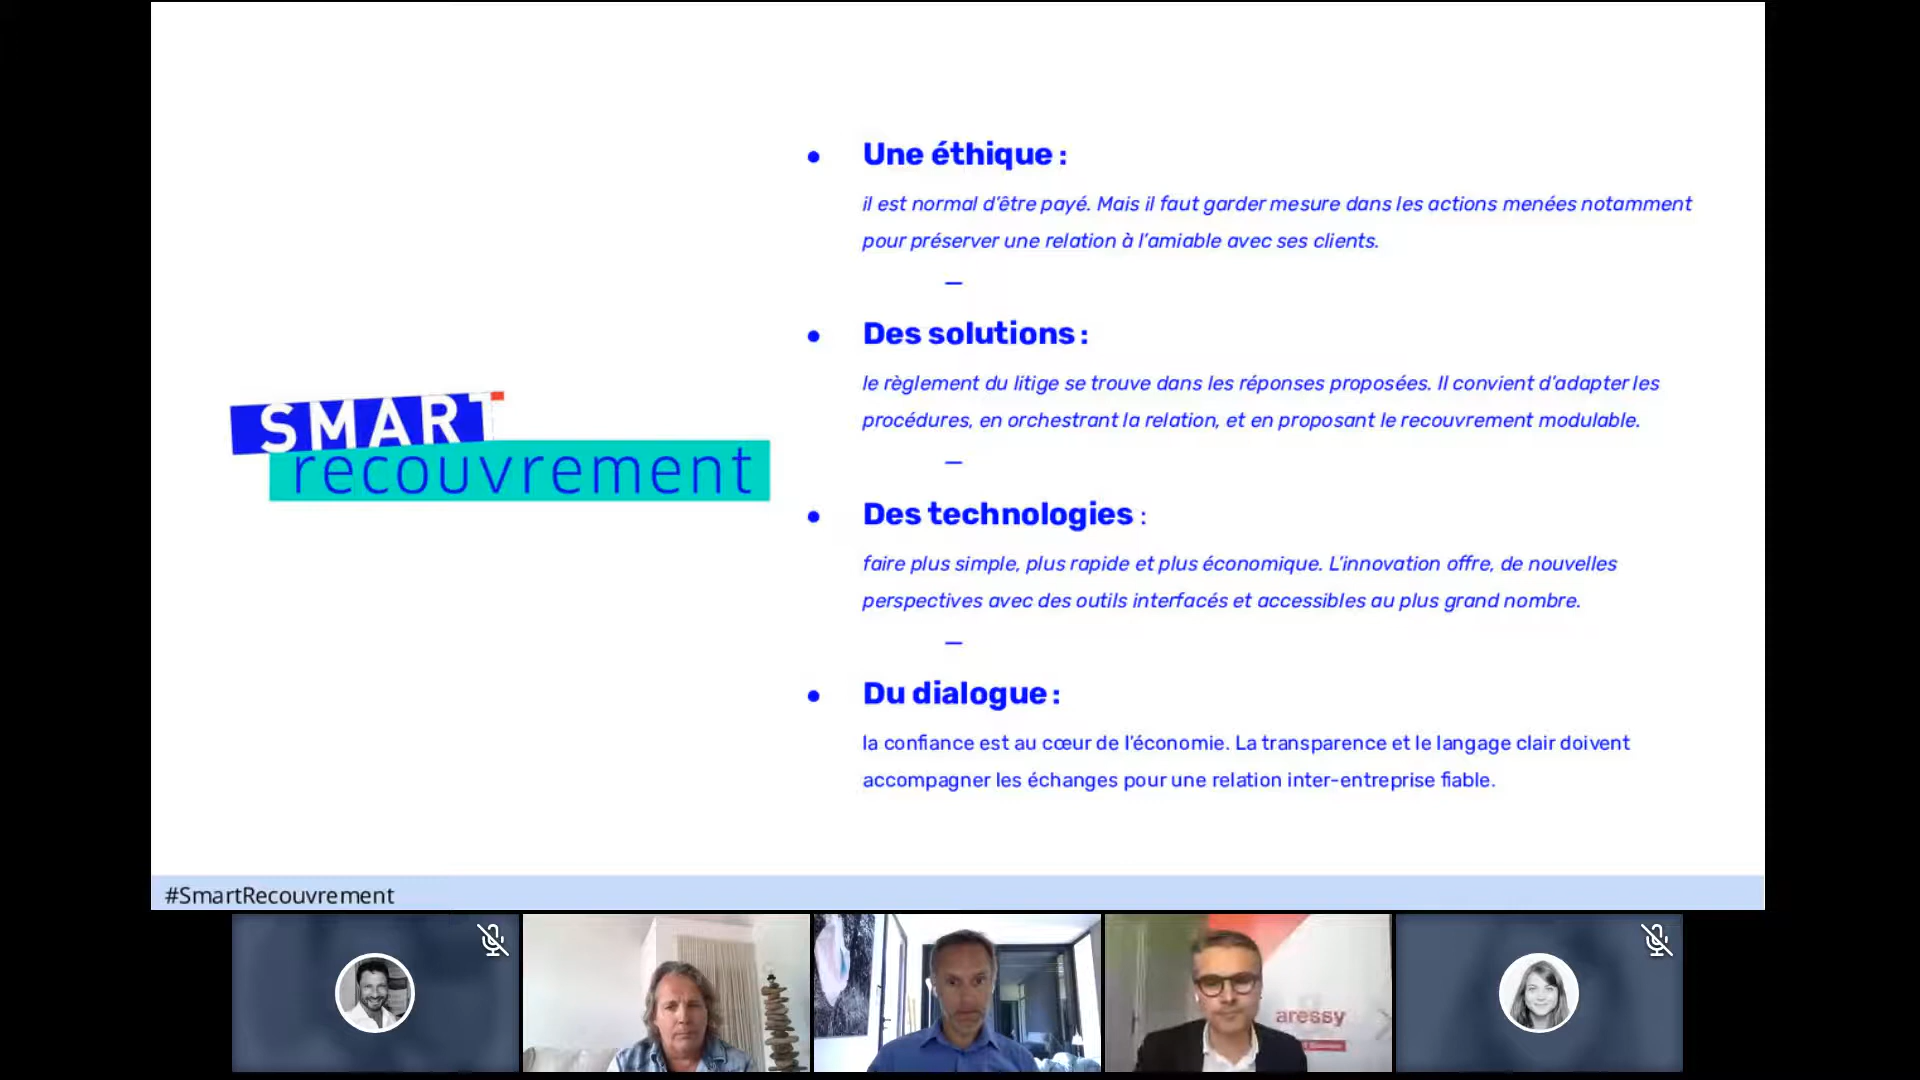 SMART
recouvrement
• Une éthique :
il est normal d'être payé. Mais il faut garder mesure dans les actions menées notamment
pour préserver une relation à l'amiable avec ses clients.
—
• Des solutions :
le règlement du litige se trouve dans les réponses proposées. Il convient d'adapter les
procédures, en orchestrant la relation, et en proposant le recouvrement modulable.
—
• Des technologies :
faire plus simple, plus rapide et plus économique. L'innovation offre, de nouvelles
perspectives avec des outils interfacés et accessibles au plus grand nombre.
—
• Du dialogue :
la confiance est au cœur de l'économie. La transparence et le langage clair doivent
accompagner les échanges pour une relation inter-entreprise fiable.
#SmartRecouvrement
aressy